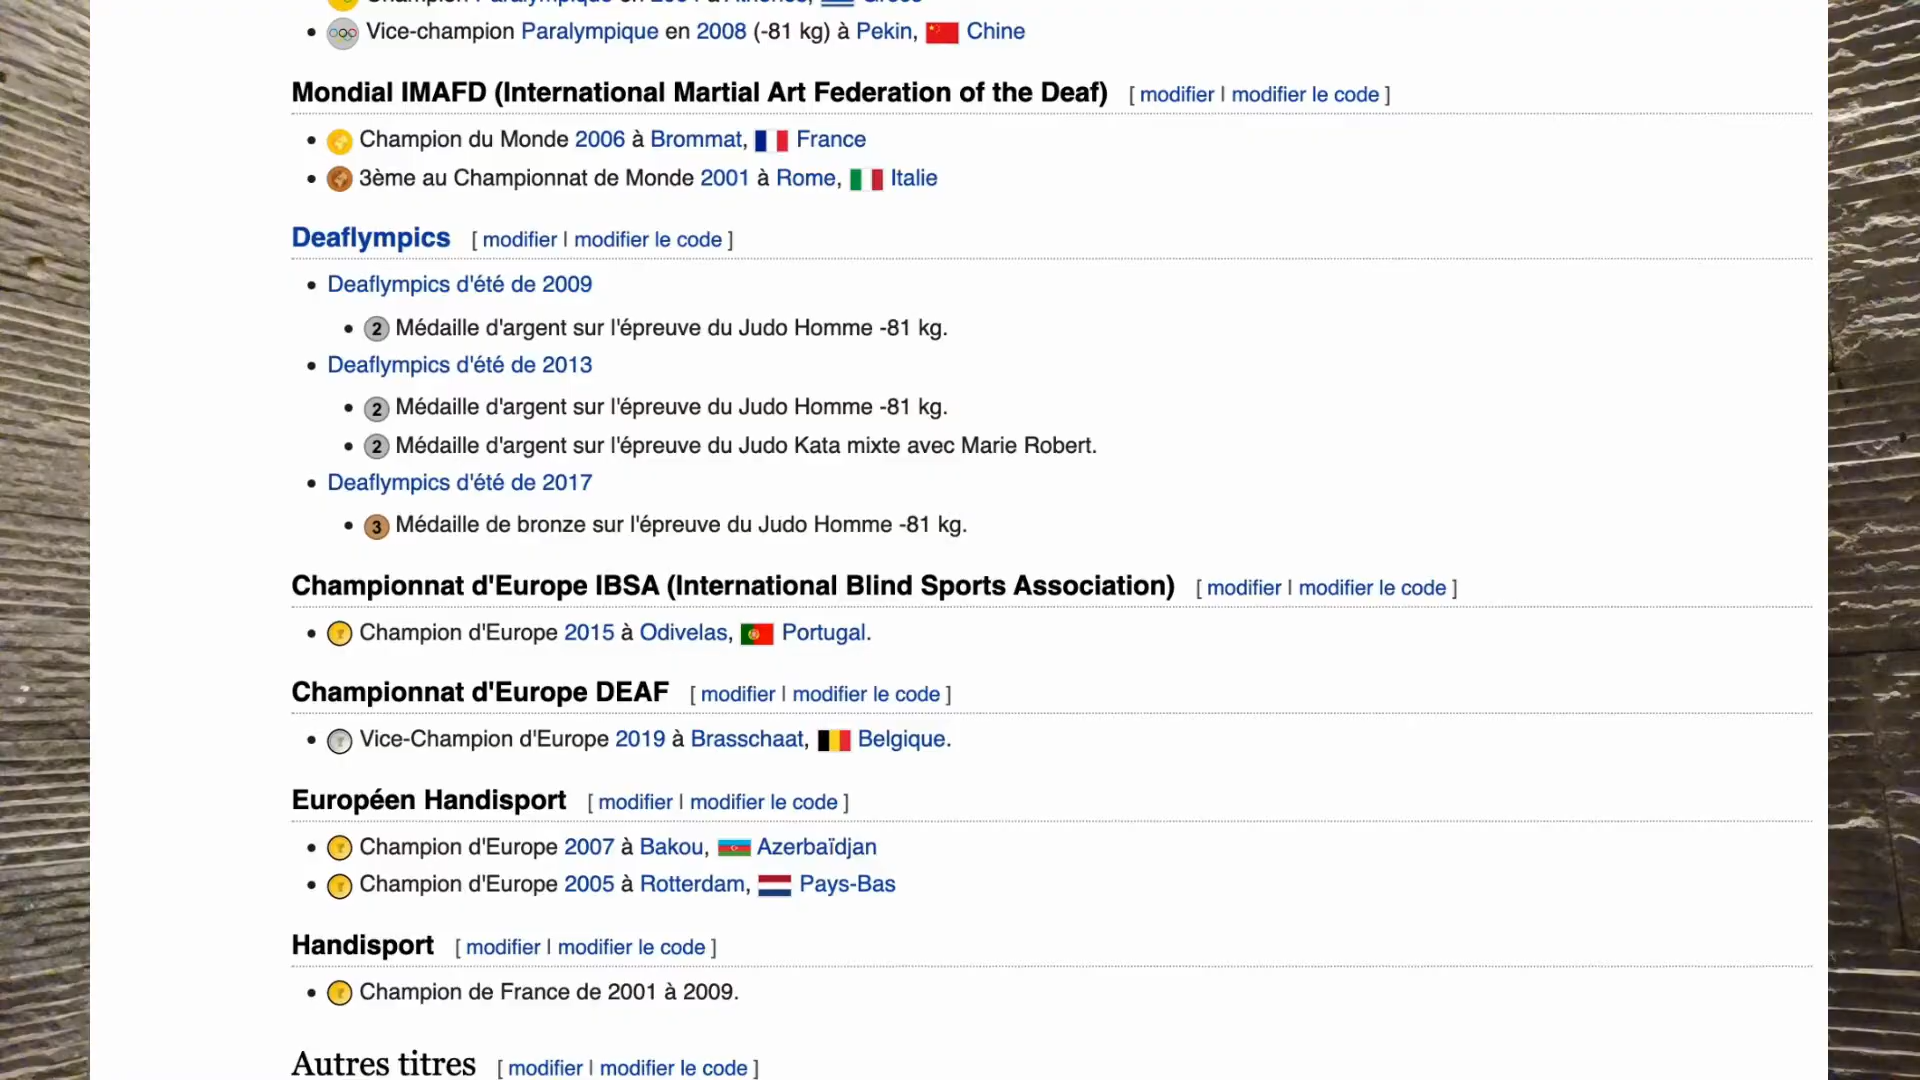 Vice-champion Paralympique en 2008 (-81 kg) à Pekin, Chine
Mondial IMAFD (International Martial Art Federation of the Deaf) [ modifier | modifier le code ]
Champion du Monde 2006 à Brommat, France
3ème au Championnat de Monde 2001 à Rome, Italie
Deaflympics [ modifier | modifier le code ]
Deaflympics d'été de 2009
2 Médaille d'argent sur l'épreuve du Judo Homme -81 kg.
Deaflympics d'été de 2013
2 Médaille d'argent sur l'épreuve du Judo Homme -81 kg.
2 Médaille d'argent sur l'épreuve du Judo Kata mixte avec Marie Robert.
Deaflympics d'été de 2017
3 Médaille de bronze sur l'épreuve du Judo Homme -81 kg.
Championnat d'Europe IBSA (International Blind Sports Association) [ modifier | modifier le code ]
Champion d'Europe 2015 à Odivelas, Portugal.
Championnat d'Europe DEAF [ modifier | modifier le code ]
Vice-Champion d'Europe 2019 à Brasschaat, Belgique.
Européen Handisport [ modifier | modifier le code ]
Champion d'Europe 2007 à Bakou, Azerbaïdjan
Champion d'Europe 2005 à Rotterdam, Pays-Bas
Handisport [ modifier | modifier le code ]
Champion de France de 2001 à 2009.
Autres titres [ modifier | modifier le code ]